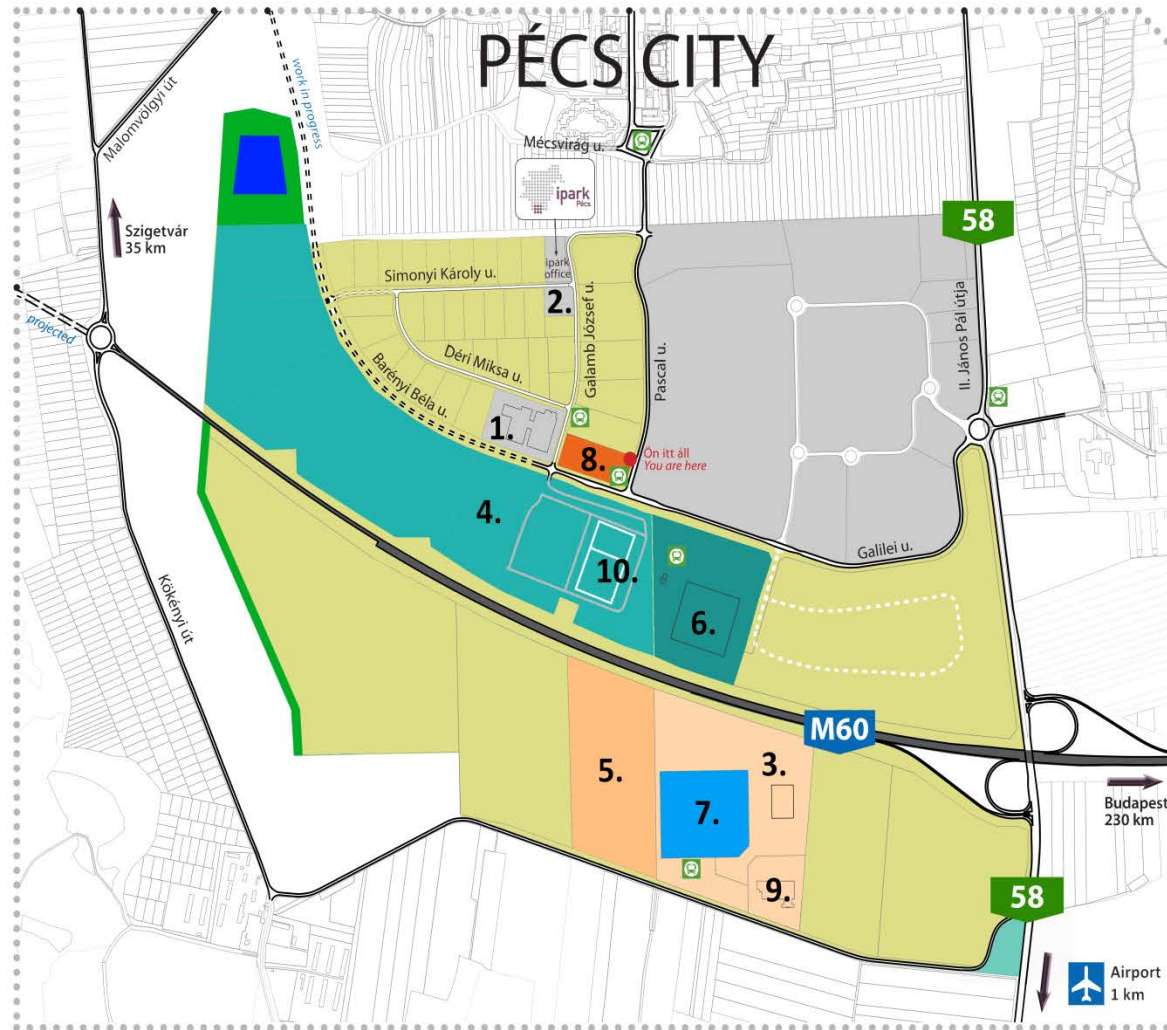 PÉCS CITY
work in progress
Malomvölgyi út
Mécsvirág u.
ipark
Pécs
58
Szigetvár
35 km
ipark
office
Simonyi Károly u.
2.
Galamb József u.
projected
Déri Miksa u.
Pascal u.
II. János Pál útja
Barényi Béla u.
1.
8.
Ön itt áll
You are here
4.
Galilei u.
10.
6.
Kökényi út
M60
5.
3.
7.
Budapest
230 km
9.
58
Airport
1 km